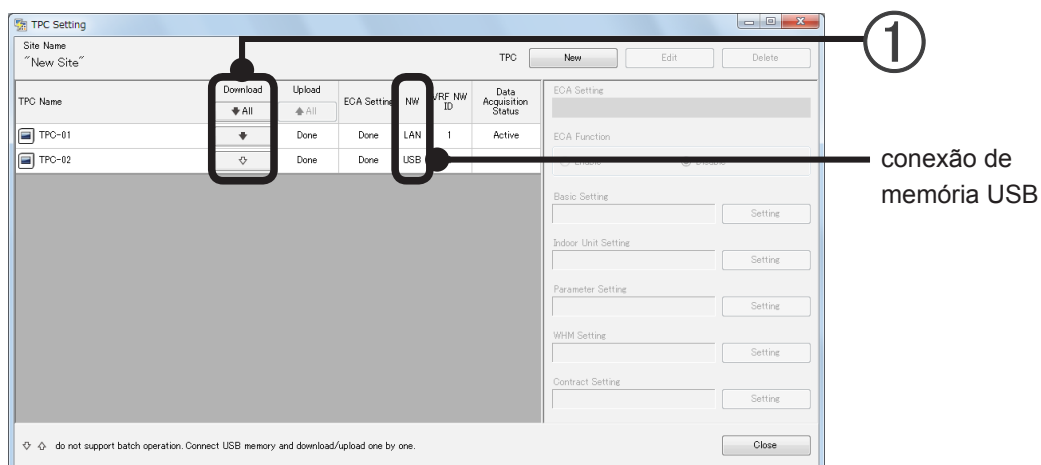 TPC Setting
Site Name
"New Site"
TPC New Edit Delete
①
TPC Name Download Upload ECA Setting NW VRF NW ID Data Acquisition Status
All All
TPC-01 Done Done LAN 1 Active
TPC-02 Done Done USB
ECA Setting
ECA Function
Enable Disable
conexão de
memória USB
Basic Setting
Setting
Indoor Unit Setting
Setting
Parameter Setting
Setting
WHM Setting
Setting
Contract Setting
Setting
do not support batch operation. Connect USB memory and download/upload one by one.
Close